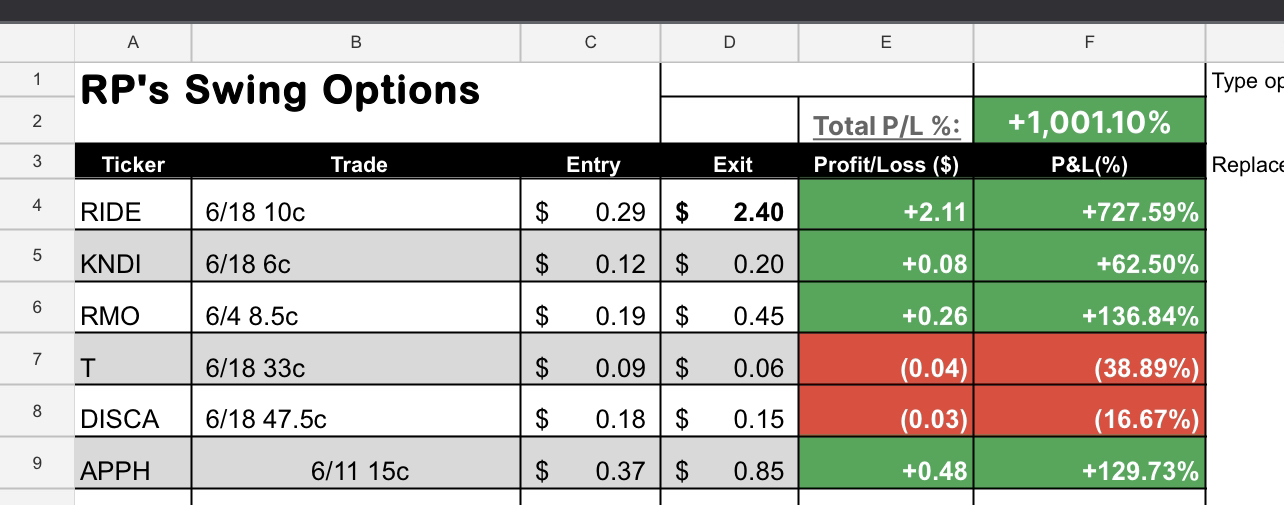 A B C D E F
1 RP's Swing Options Type op
2 Total P/L %: +1,001.10%
3 Ticker Trade Entry Exit Profit/Loss ($) P&L(%) Replace
4 RIDE 6/18 10c $ 0.29 $ 2.40 +2.11 +727.59%
5 KNDI 6/18 6c $ 0.12 $ 0.20 +0.08 +62.50%
6 RMO 6/4 8.5c $ 0.19 $ 0.45 +0.26 +136.84%
7 T 6/18 33c $ 0.09 $ 0.06 (0.04) (38.89%)
8 DISCA 6/18 47.5c $ 0.18 $ 0.15 (0.03) (16.67%)
9 APPH 6/11 15c $ 0.37 $ 0.85 +0.48 +129.73%